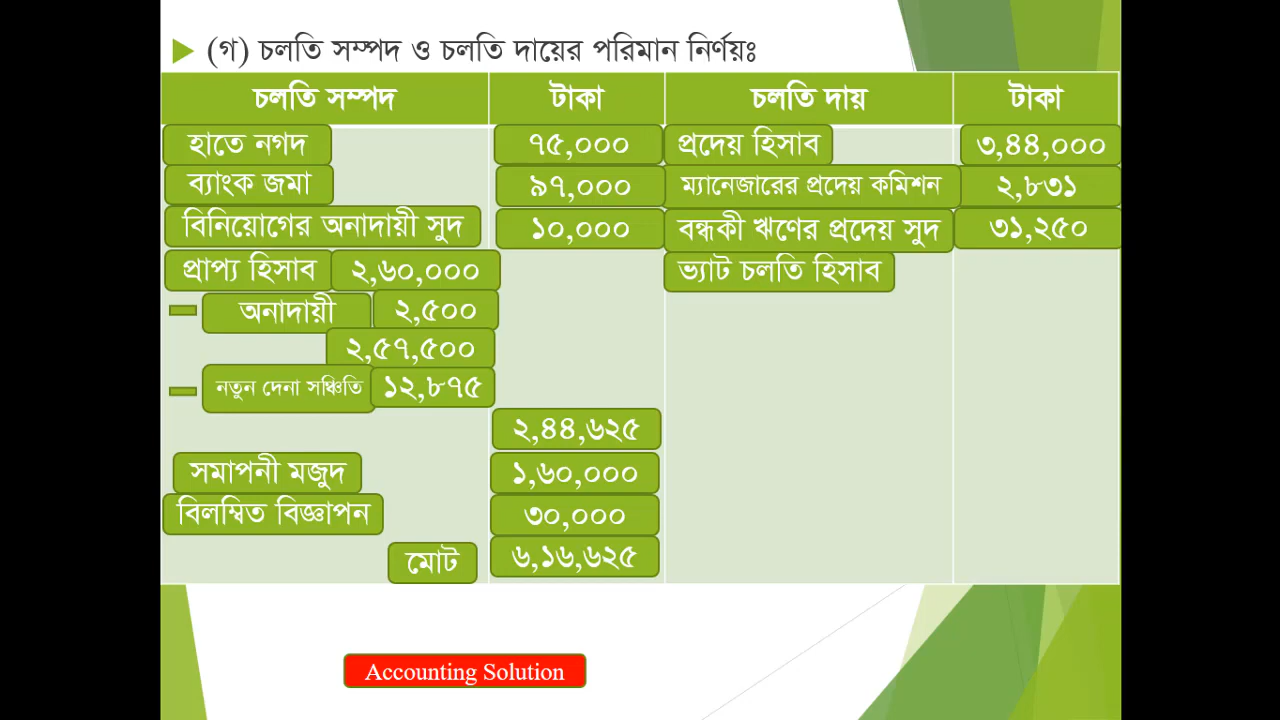 (গ) চলতি সম্পদ ও চলতি দায়ের পরিমান নির্ণয়ঃ
চলতি সম্পদ টাকা চলতি দায় টাকা
হাতে নগদ ৭৫,০০০ প্রদেয় হিসাব ৩,৪৪,০০০
ব্যাংক জমা ৯৭,০০০ ম্যানেজারের প্রদেয় কমিশন ২,৮৩১
বিনিয়োগের অনাদায়ী সুদ ১০,০০০ বন্ধকী ঋণের প্রদেয় সুদ ৩১,২৫০
প্রাপ্য হিসাব ২,৬০,০০০ ভ্যাট চলতি হিসাব
- অনাদায়ী ২,৫০০
২,৫৭,৫০০
- নতুন দেনা সঞ্চিতি ১২,৮৭৫
২,৪৪,৬২৫
সমাপনী মজুদ ১,৬০,০০০
বিলম্বিত বিজ্ঞাপন ৩০,০০০
মোট ৬,১৬,৬২৫
Accounting Solution